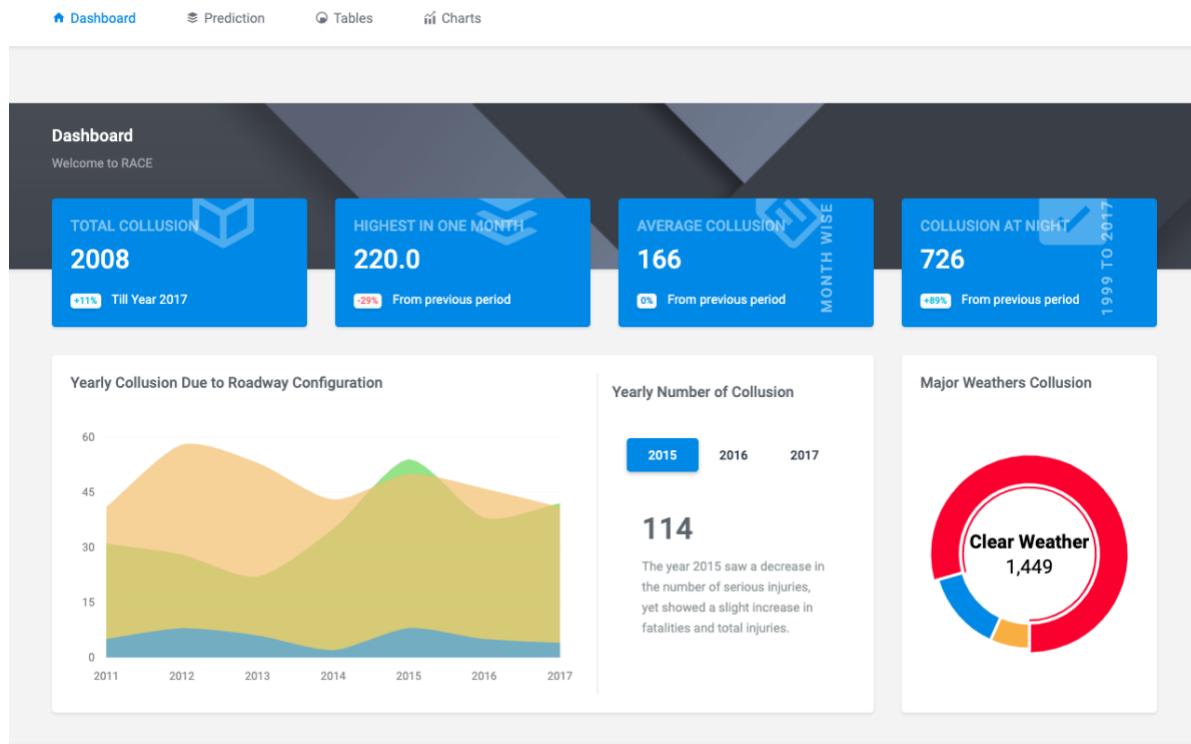 Dashboard
Prediction
Tables
Charts
Dashboard
Welcome to RACE
TOTAL COLLUSION
2008
+11% Till Year 2017
HIGHEST IN ONE MONTH
220.0
-29% From previous period
AVERAGE COLLUSION
166
0% From previous period
MONTH WISE
COLLUSION AT NIGHT
726
+89% From previous period
1999 TO 2017
Yearly Collusion Due to Roadway Configuration
60
45
30
15
0
2011 2012 2013 2014 2015 2016 2017
Yearly Number of Collusion
2015 2016 2017
114
The year 2015 saw a decrease in
the number of serious injuries,
yet showed a slight increase in
fatalities and total injuries.
Major Weathers Collusion
Clear Weather
1,449